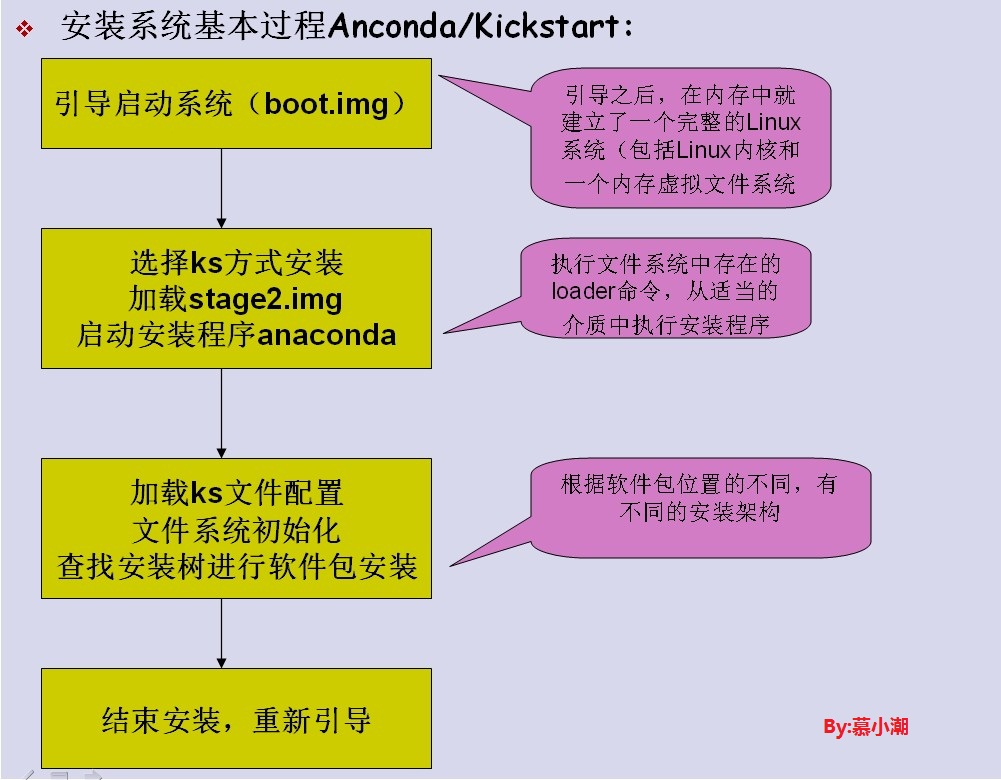 安装系统基本过程Anconda/Kickstart:
引导启动系统（boot.img）
引导之后，在内存中就
建立了一个完整的Linux
系统（包括Linux内核和
一个内存虚拟文件系统
选择ks方式安装
加载stage2.img
启动安装程序anaconda
执行文件系统中存在的
loader命令，从适当的
介质中执行安装程序
加载ks文件配置
文件系统初始化
查找安装树进行软件包安装
根据软件包位置的不同，有
不同的安装架构
结束安装，重新引导
By:慕小潮